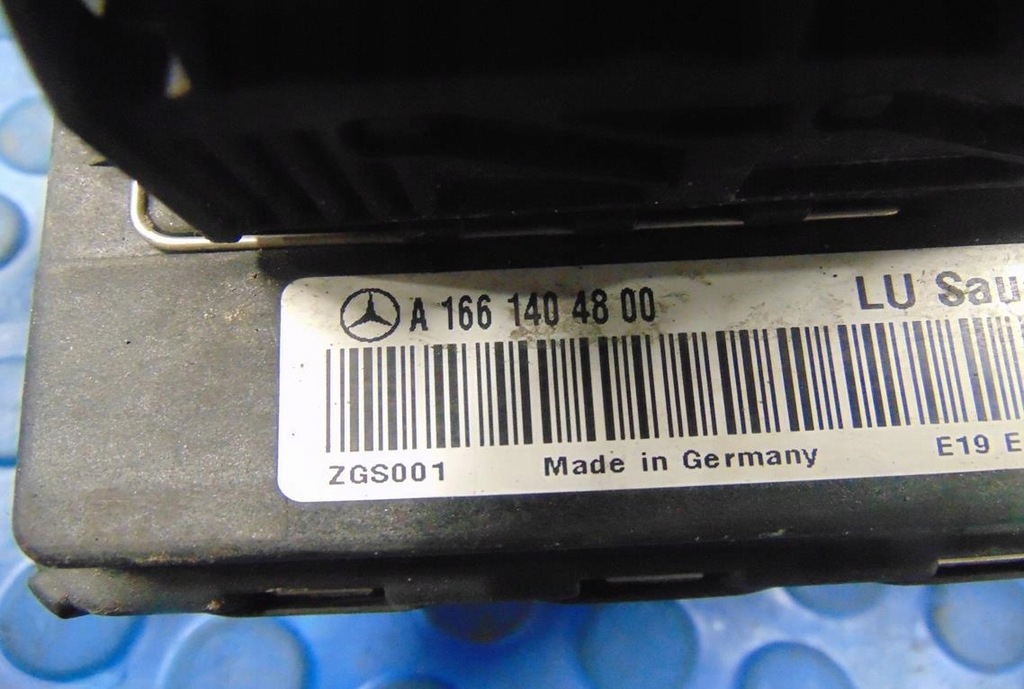 A 166 140 48 00
LU Sau
ZGS001 Made in Germany E19 E